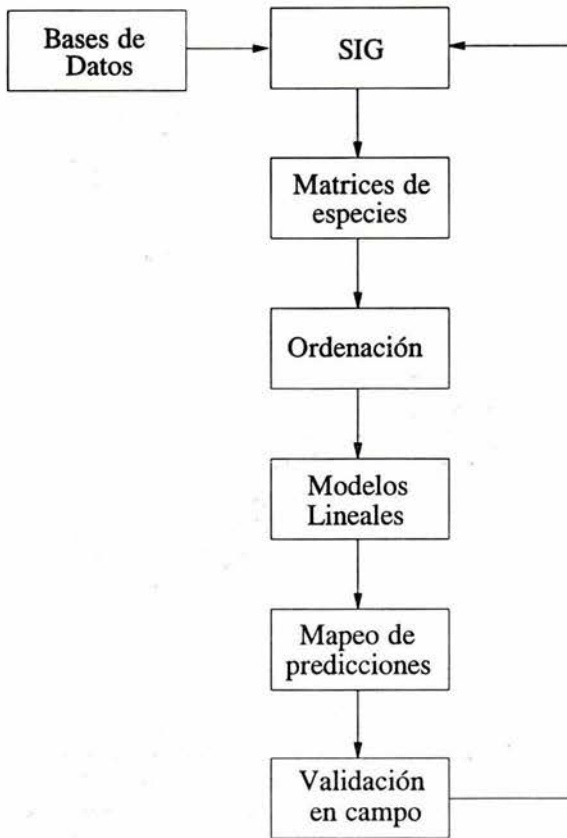 Bases de
Datos
SIG
Matrices de
especies
Ordenación
Modelos
Lineales
Mapeo de
predicciones
Validación
en campo